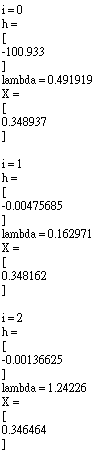 i = 0
h =
[
-100.933
]
lambda = 0.491919
X =
[
0.348937
]
i = 1
h =
[
-0.00475685
]
lambda = 0.162971
X =
[
0.348162
]
i = 2
h =
[
-0.00136625
]
lambda = 1.24226
X =
[
0.346464
]